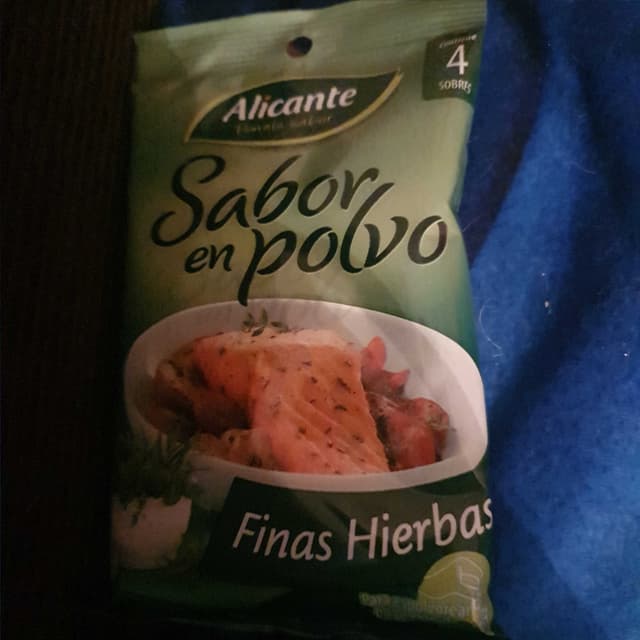 4
SOBRES
Alicante
Sabor
en polvo
Finas Hierbas